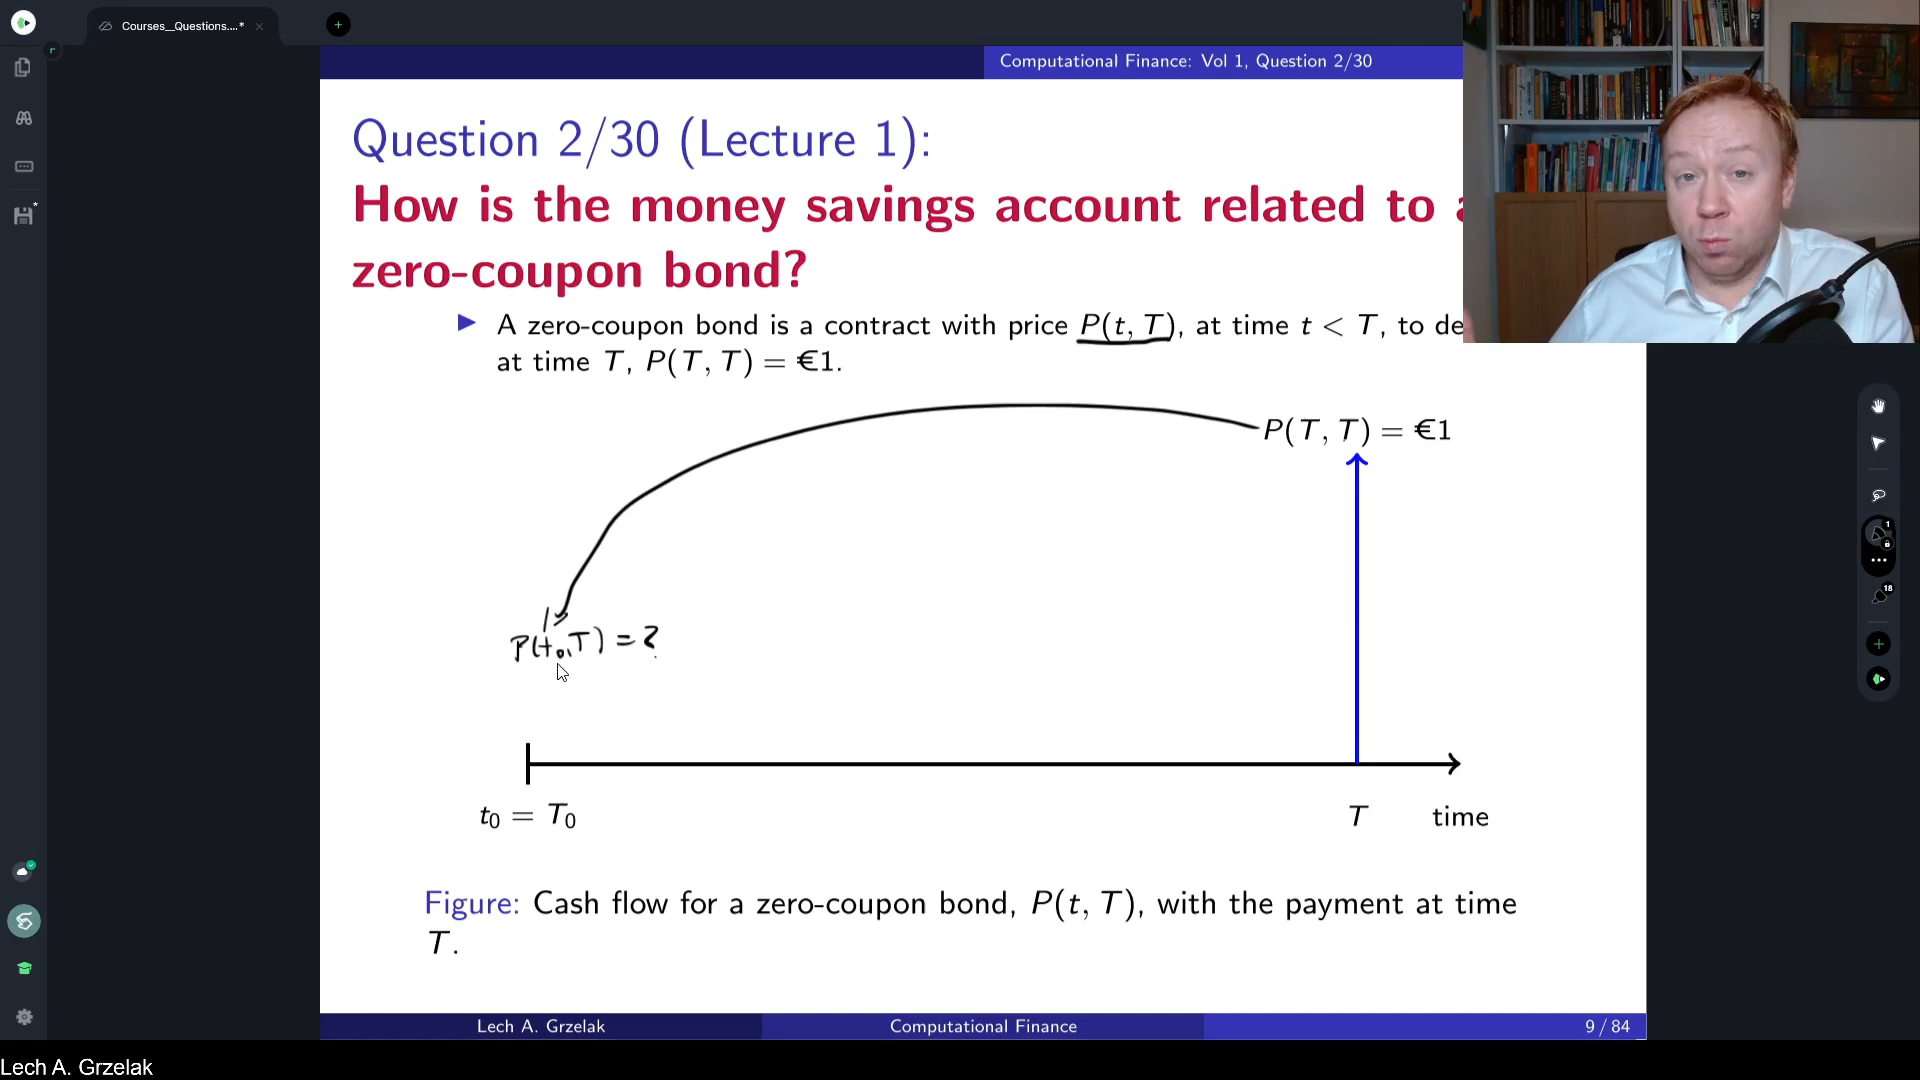 Courses__Questions....*
Computational Finance: Vol 1, Question 2/30
Question 2/30 (Lecture 1):
How is the money savings account related to
zero-coupon bond?
A zero-coupon bond is a contract with price P(t, T), at time t < T, to de
at time T, P(T, T) = €1.
P(T, T) = €1
P(t0,T) = ?
t0 = T0
T
time
Figure: Cash flow for a zero-coupon bond, P(t, T), with the payment at time
T.
Lech A. Grzelak
Computational Finance
9 / 84
1
18
Lech A. Grzelak